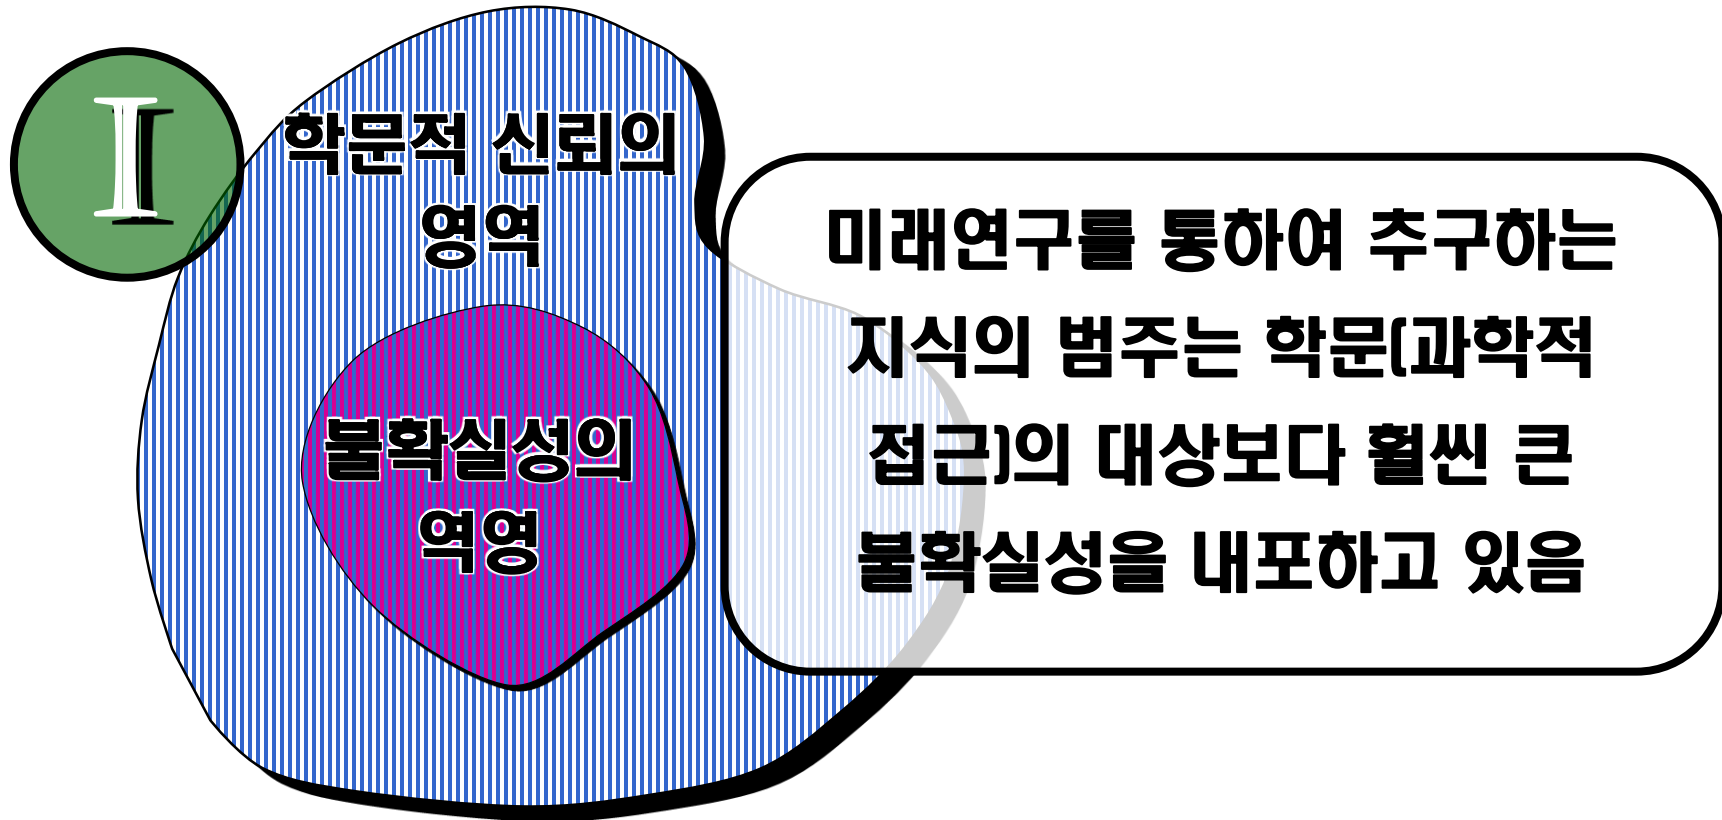 I
학문적 신뢰의
영역
불확실성의
역영
미래연구를 통하여 추구하는
지식의 범주는 학문(과학적
접근)의 대상보다 훨씬 큰
불확실성을 내포하고 있음